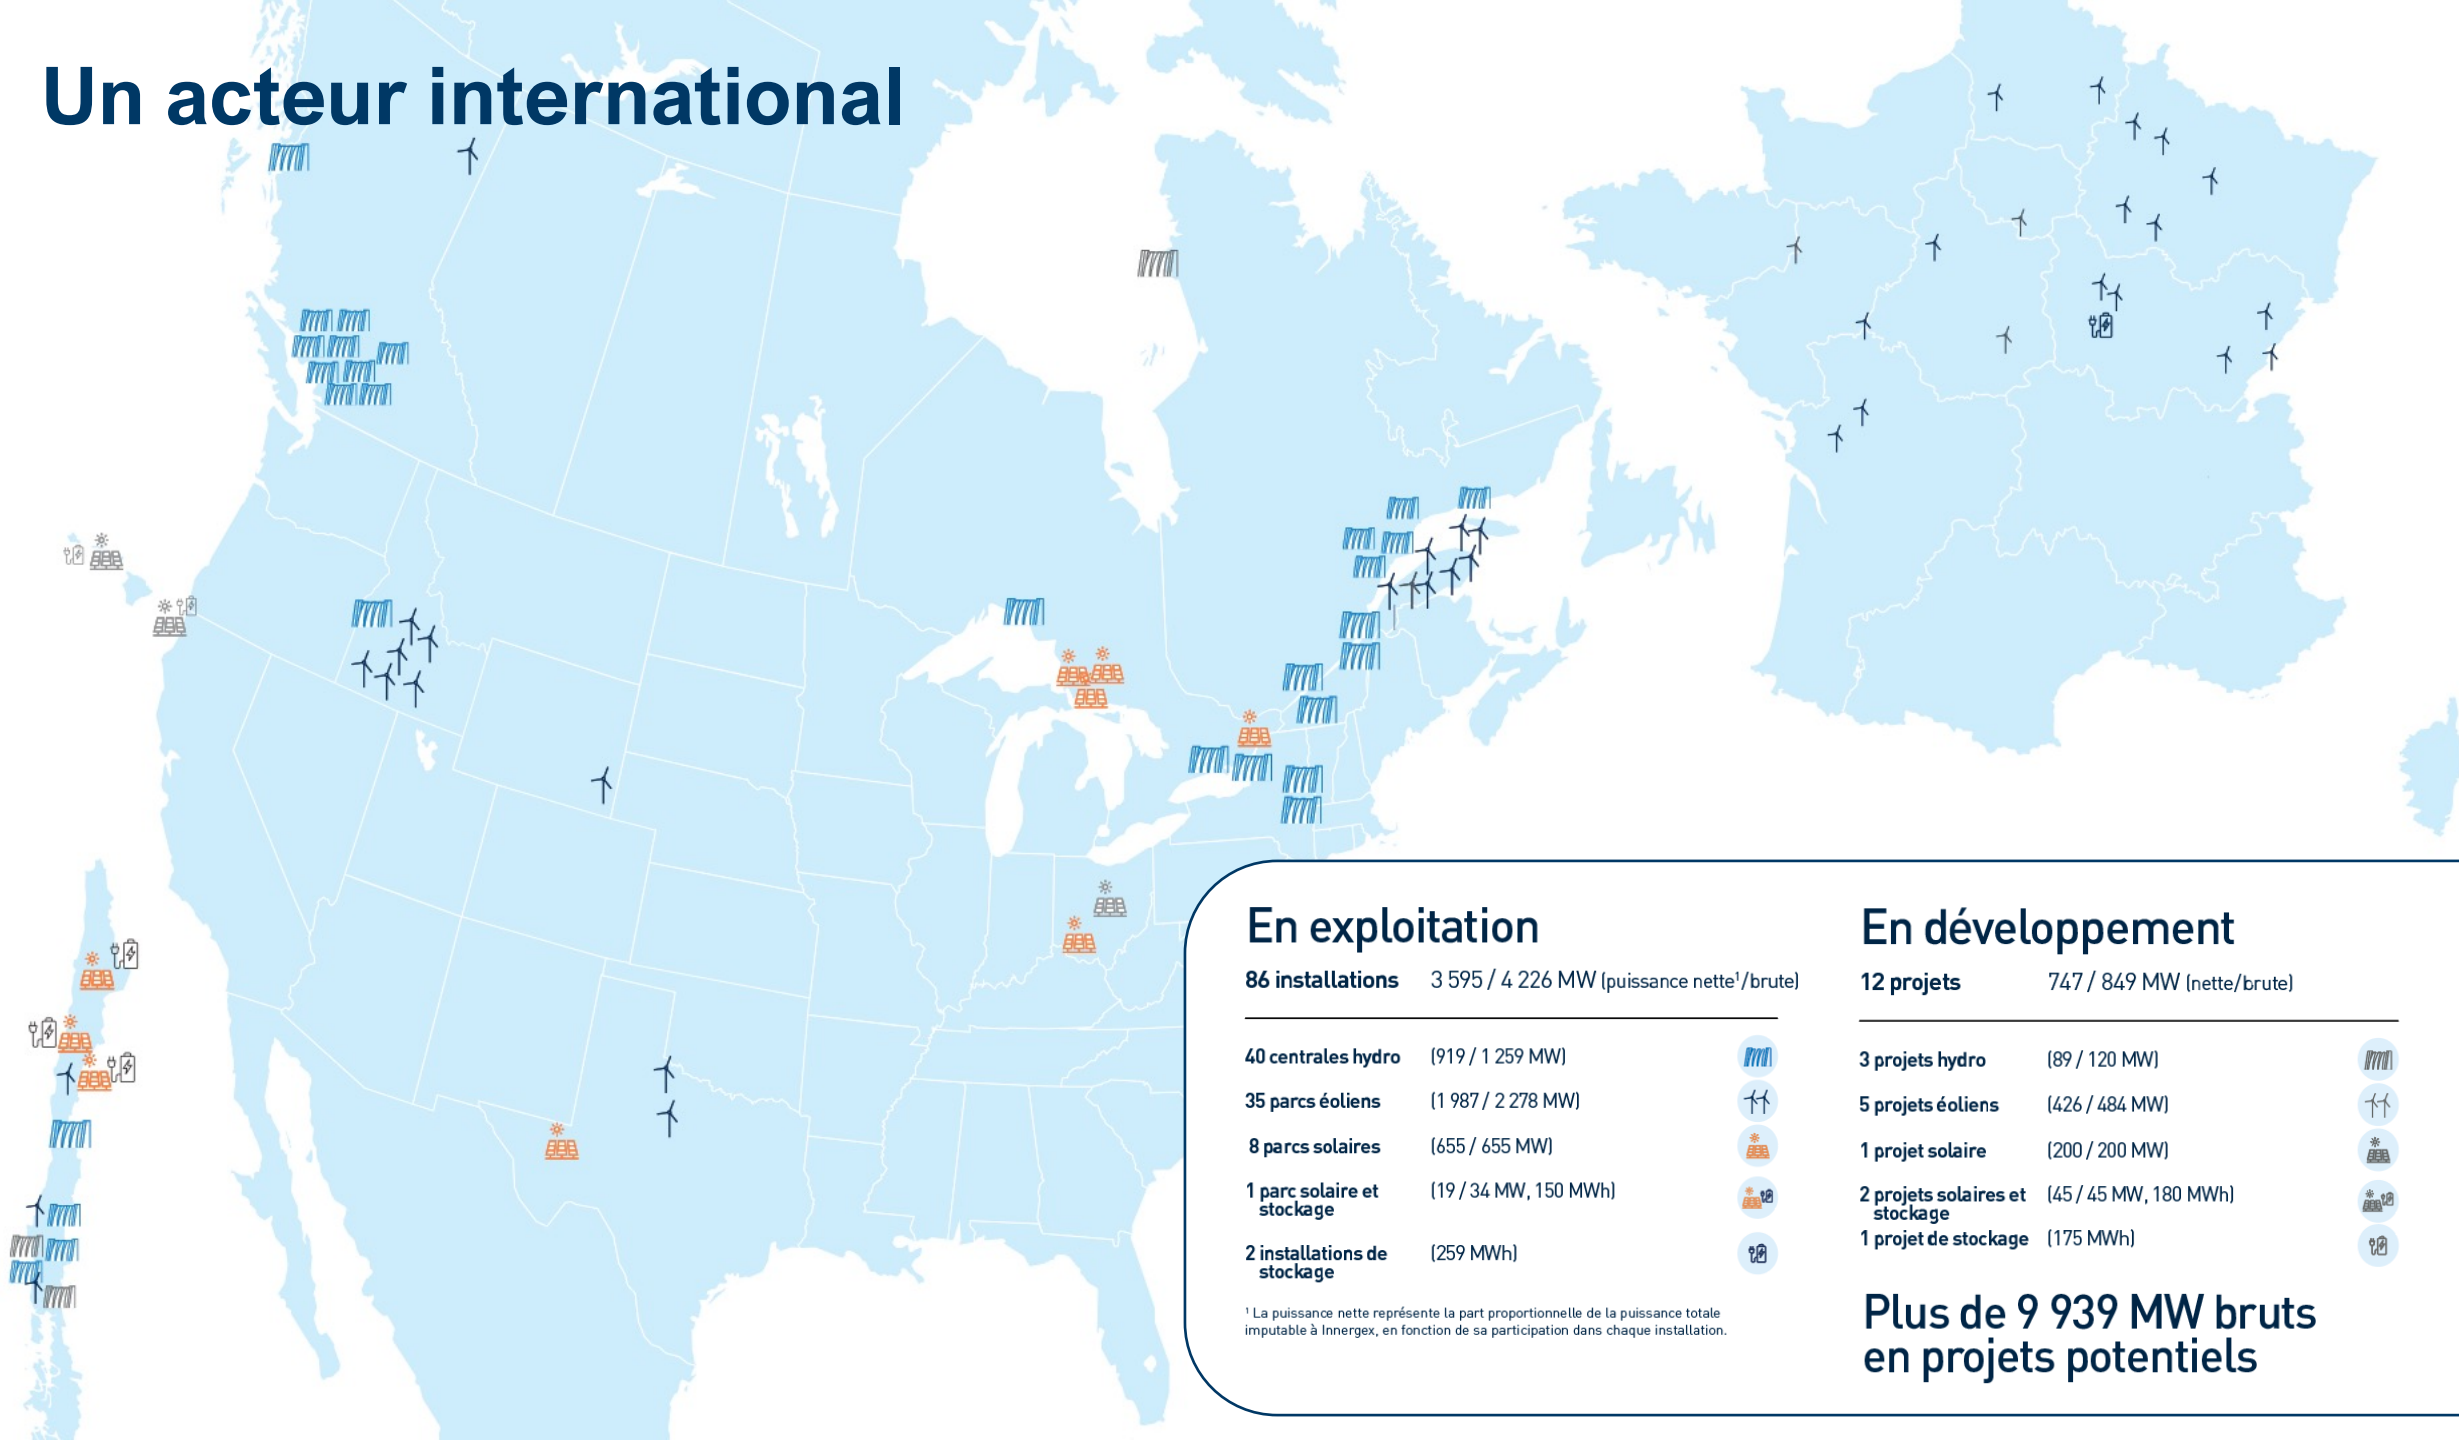 Un acteur international
En exploitation
86 installations 3 595 / 4 226 MW (puissance nette¹/brute)
40 centrales hydro (919 / 1 259 MW)
35 parcs éoliens (1 987 / 2 278 MW)
8 parcs solaires (655 / 655 MW)
1 parc solaire et (19 / 34 MW, 150 MWh)
stockage
2 installations de (259 MWh)
stockage
¹ La puissance nette représente la part proportionnelle de la puissance totale
imputable à Innergex, en fonction de sa participation dans chaque installation.
En développement
12 projets 747 / 849 MW (nette/brute)
3 projets hydro (89 / 120 MW)
5 projets éoliens (426 / 484 MW)
1 projet solaire (200 / 200 MW)
2 projets solaires et (45 / 45 MW, 180 MWh)
stockage
1 projet de stockage (175 MWh)
Plus de 9 939 MW bruts
en projets potentiels